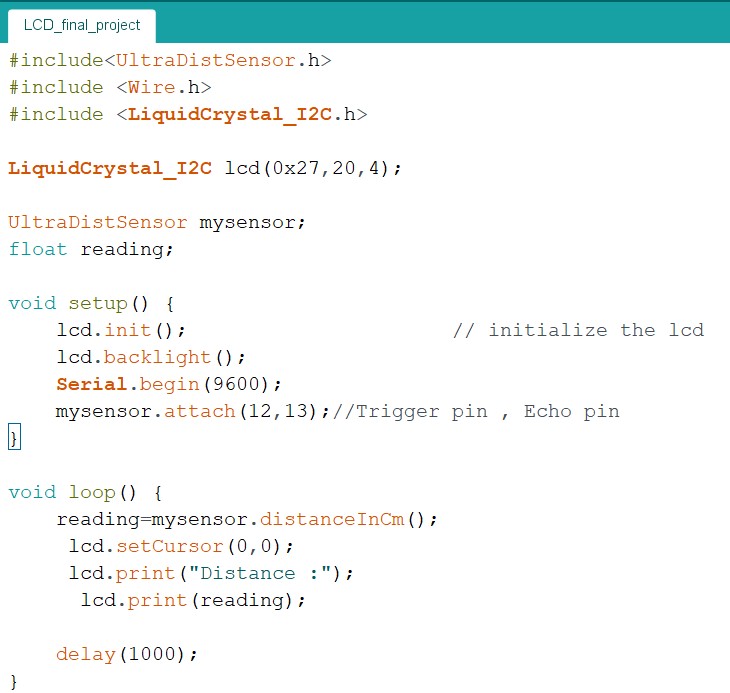 LCD_final_project
#include<UltraDistSensor.h>
#include <Wire.h>
#include <LiquidCrystal_I2C.h>
LiquidCrystal_I2C lcd(0x27,20,4);
UltraDistSensor mysensor;
float reading;
void setup() {
    lcd.init();                      // initialize the lcd
    lcd.backlight();
    Serial.begin(9600);
    mysensor.attach(12,13);//Trigger pin , Echo pin
}
void loop() {
    reading=mysensor.distanceInCm();
     lcd.setCursor(0,0);
     lcd.print("Distance :");
      lcd.print(reading);
    delay(1000);
}